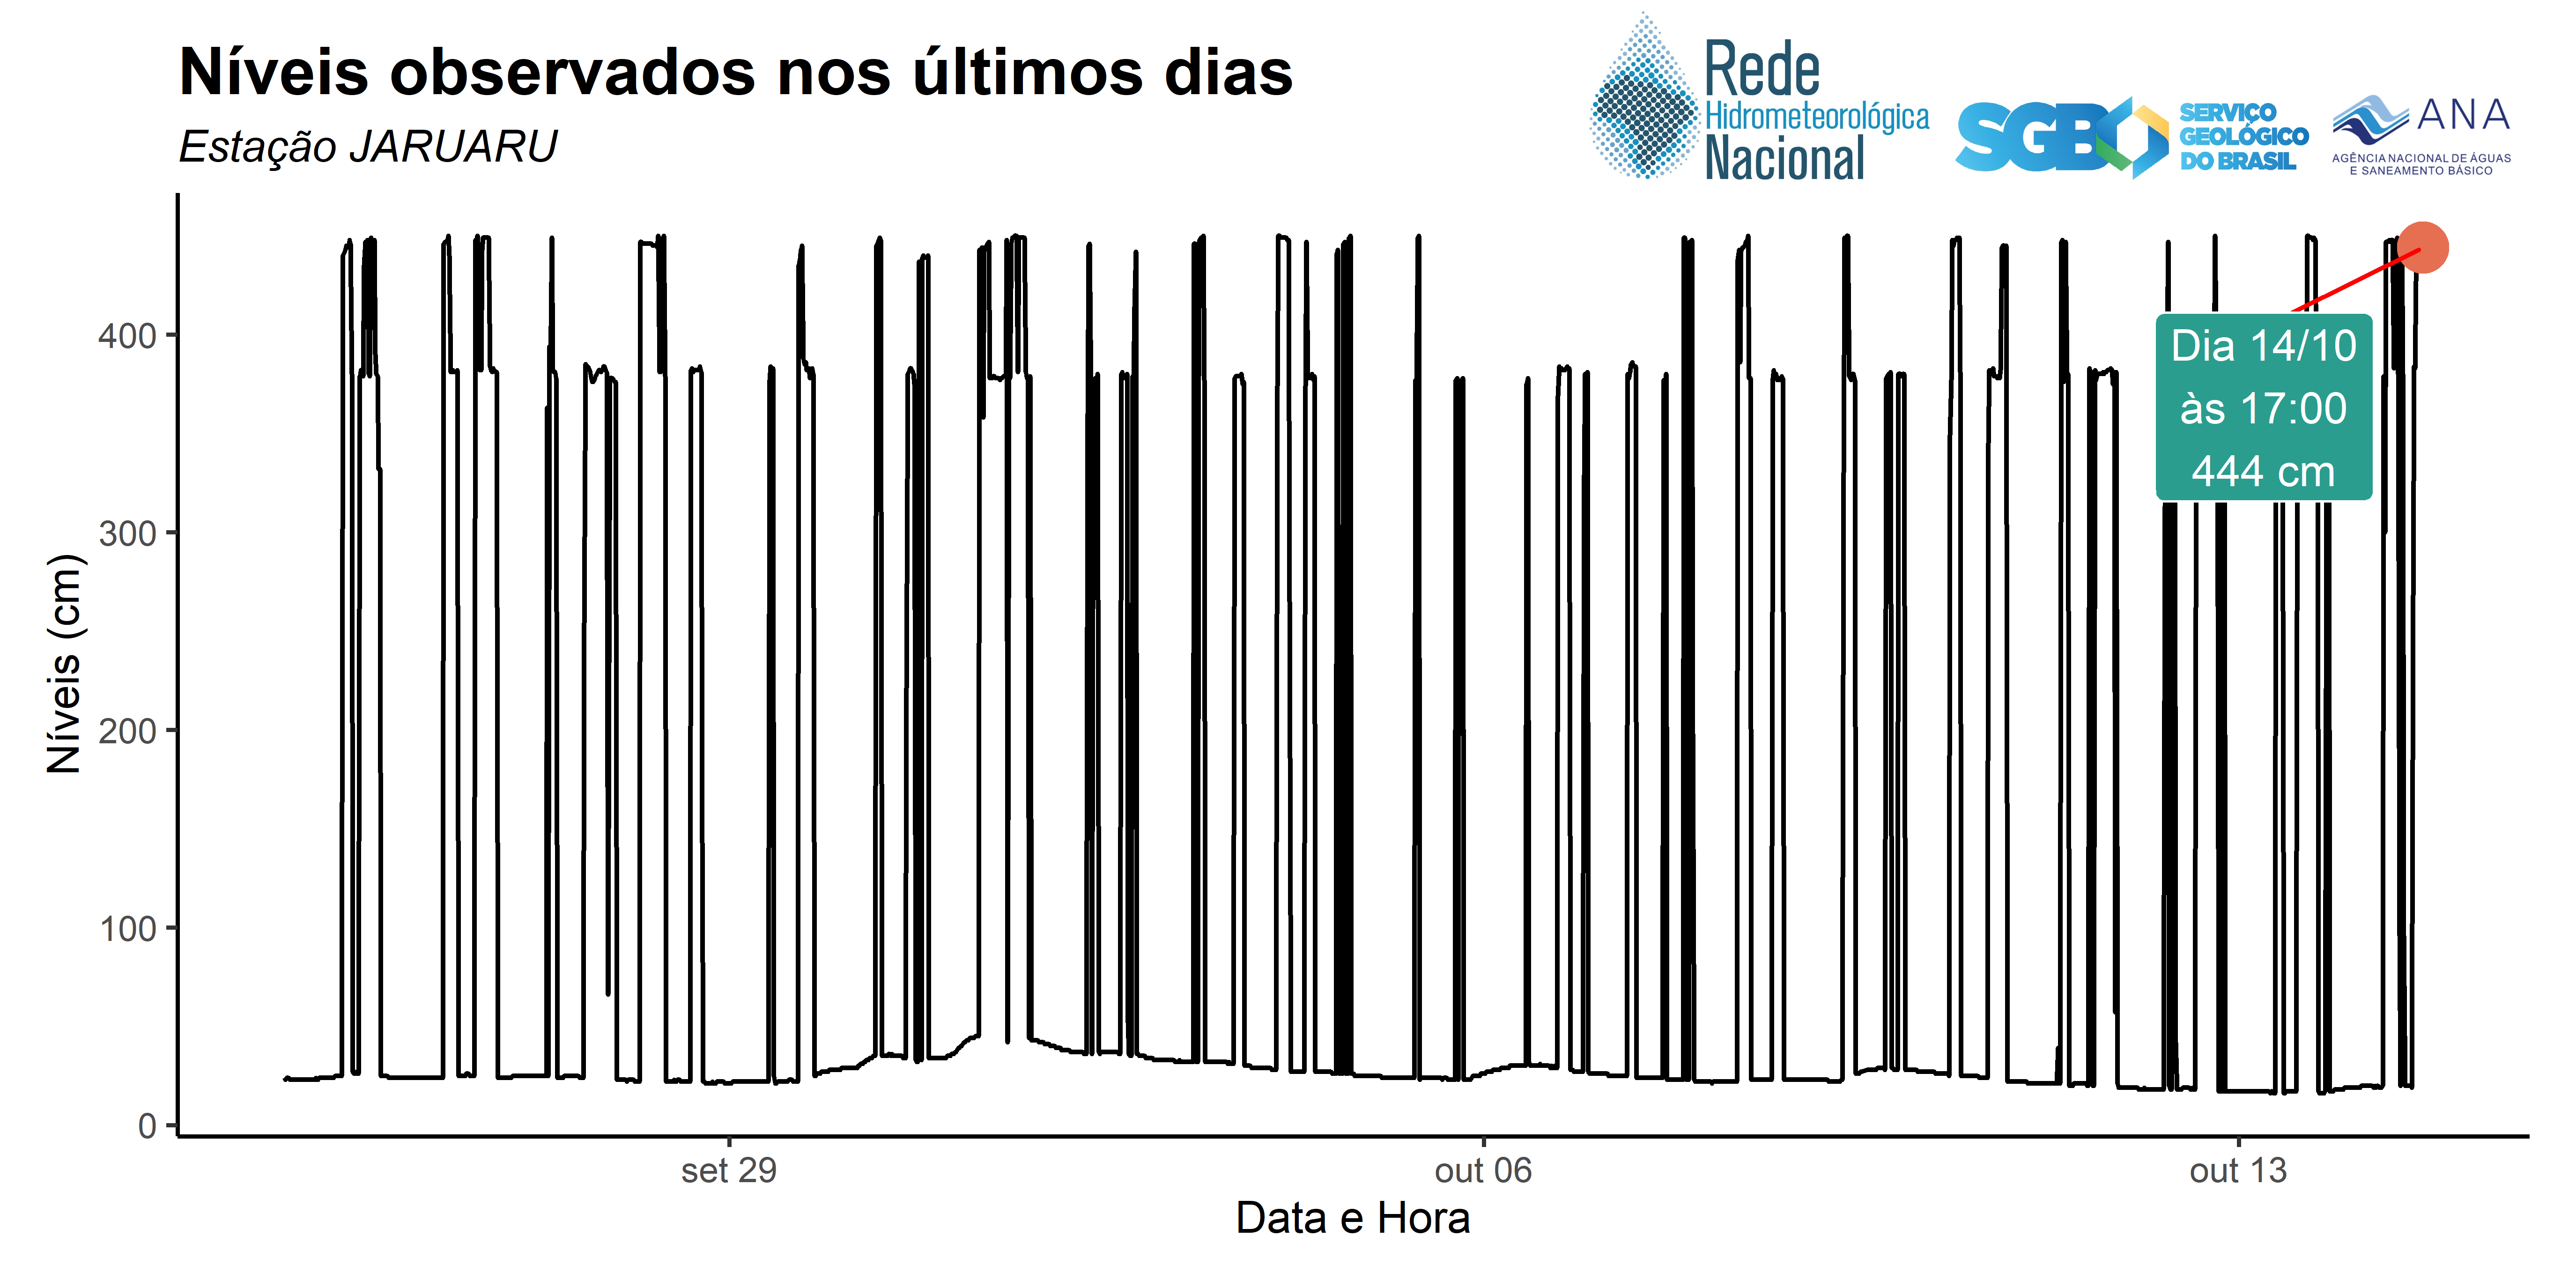 Níveis observados nos últimos dias
Estação JARUARU
Rede
Hidrometeorológica
Nacional
SGB
SERVIÇO
GEOLÓGICO
DO BRASIL
ANA
AGÊNCIA NACIONAL DE ÁGUAS
E SANEAMENTO BÁSICO
Níveis (cm)
400
300
200
100
0
Dia 14/10
às 17:00
444 cm
set 29
out 06
out 13
Data e Hora